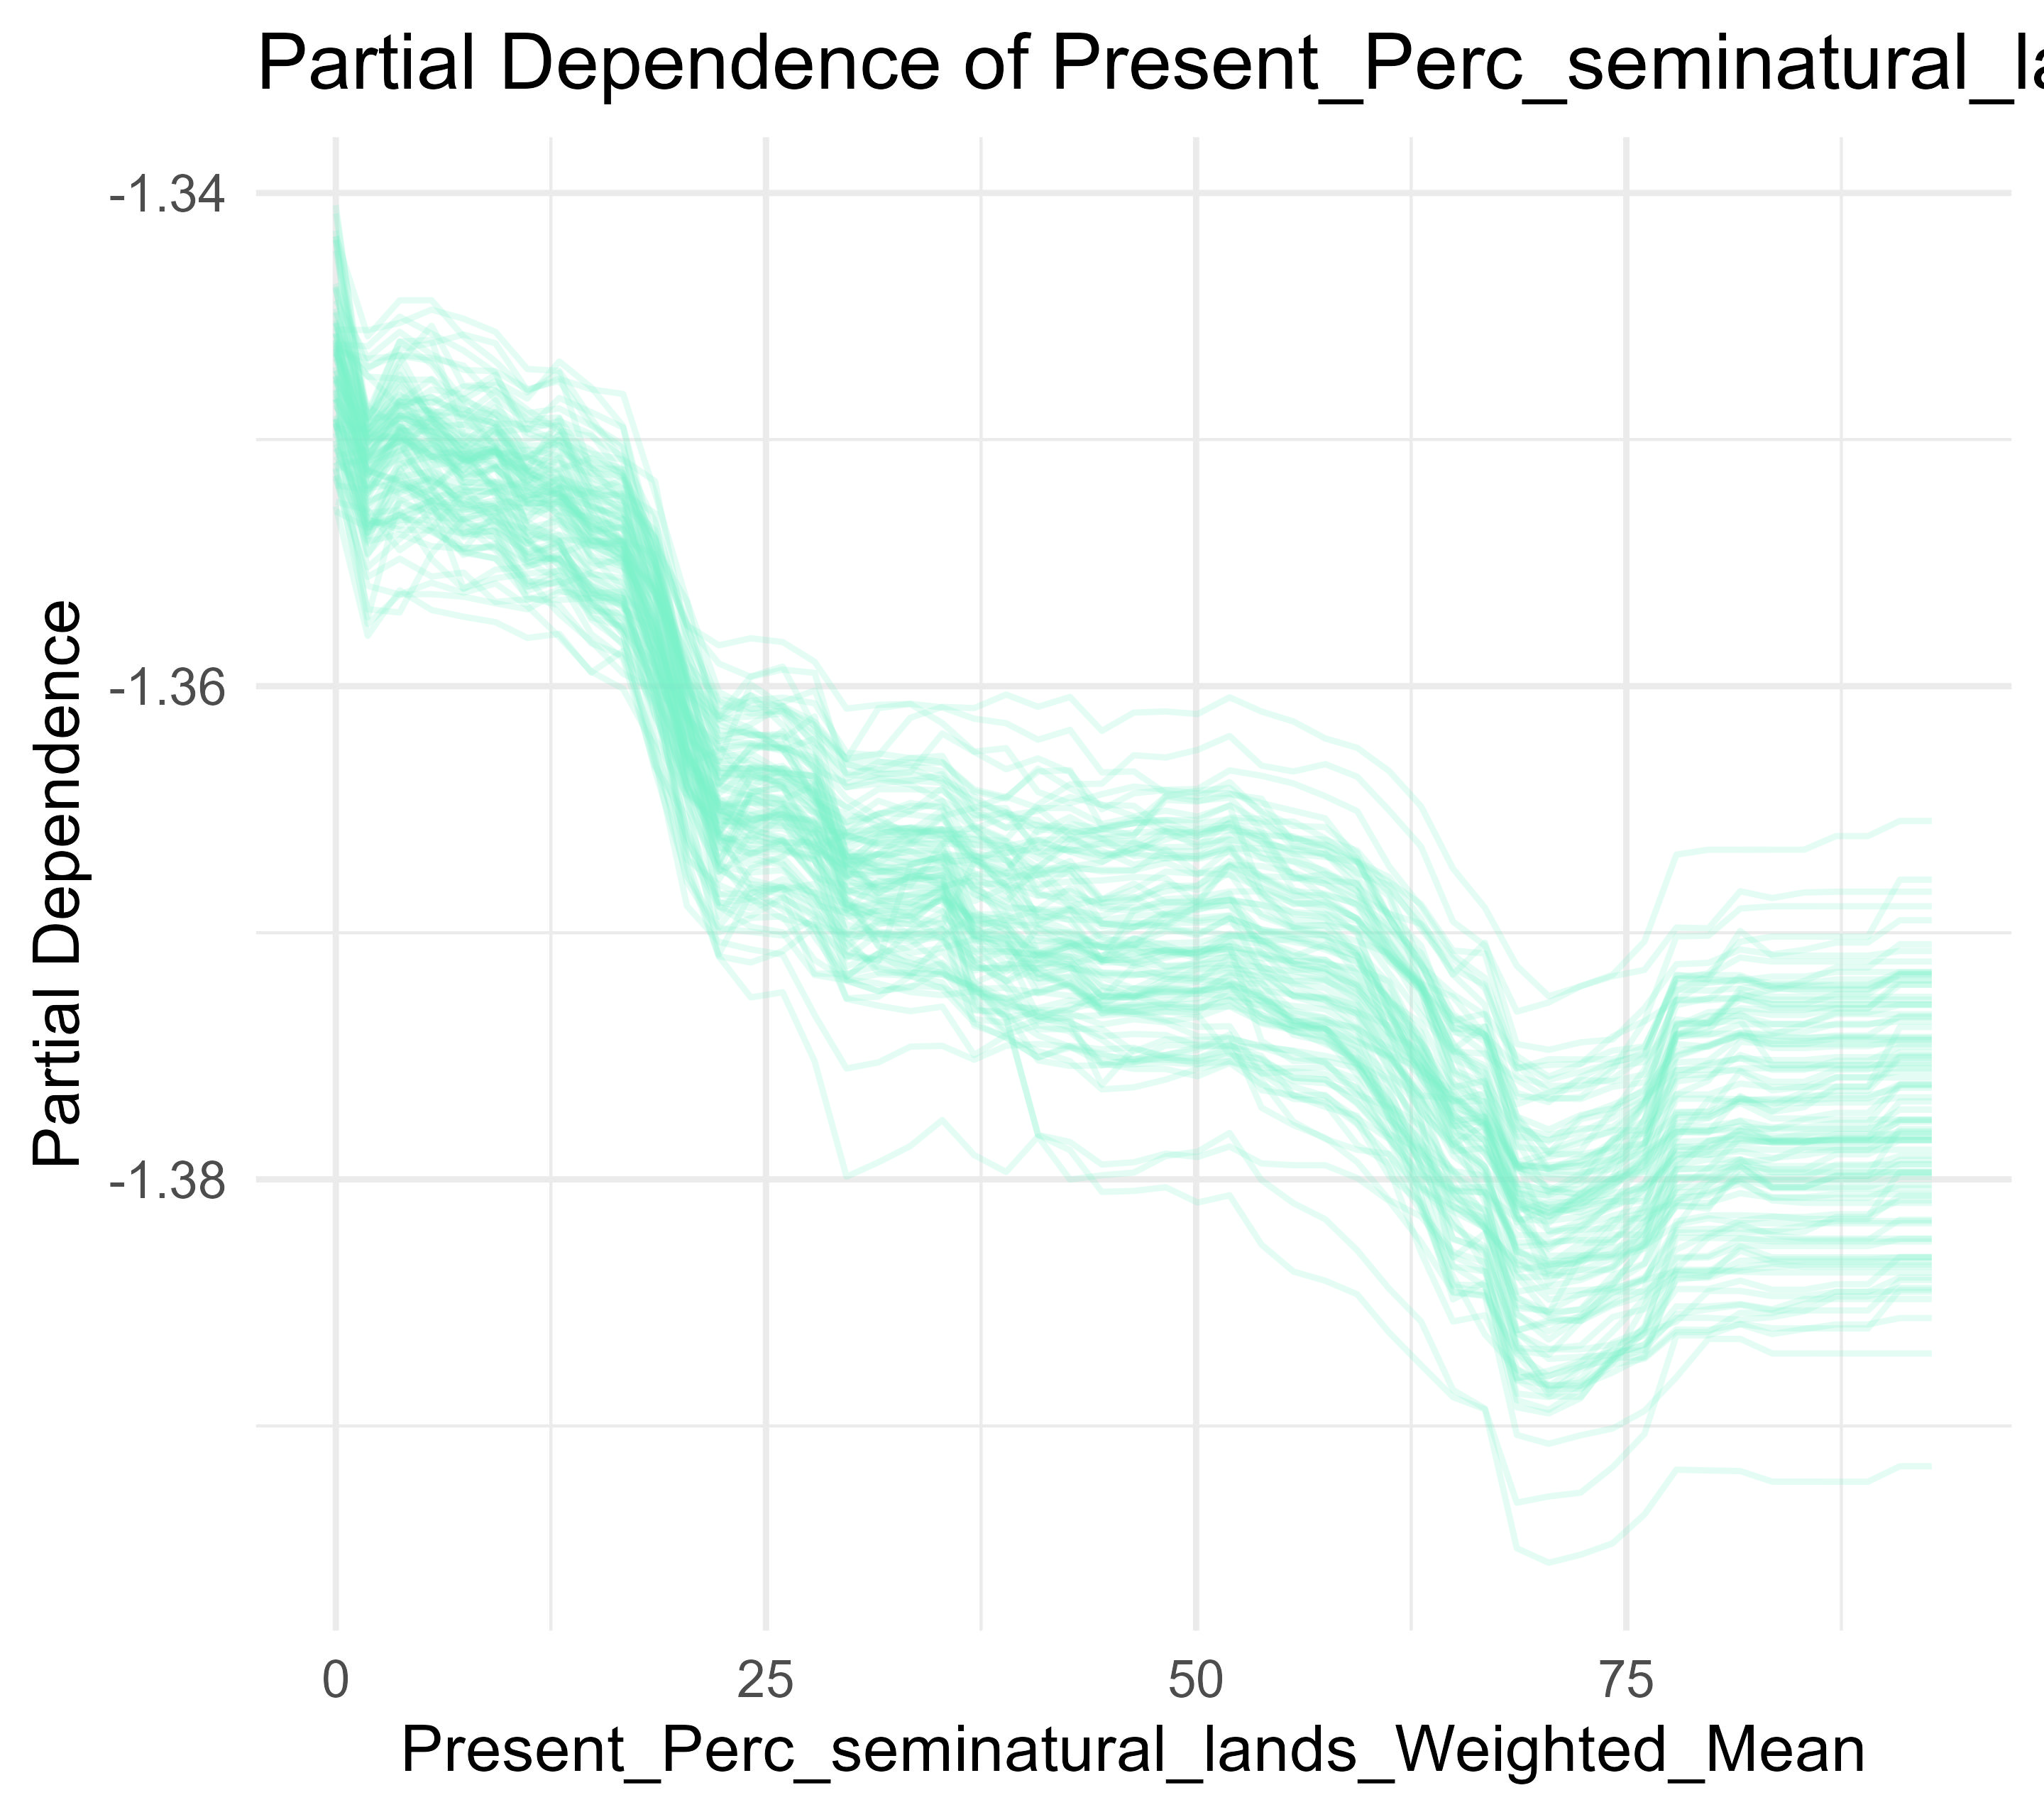 Partial Dependence of Present_Perc_seminatural_la
-1.34
-1.36
-1.38
Partial Dependence
0 25 50 75
Present_Perc_seminatural_lands_Weighted_Mean